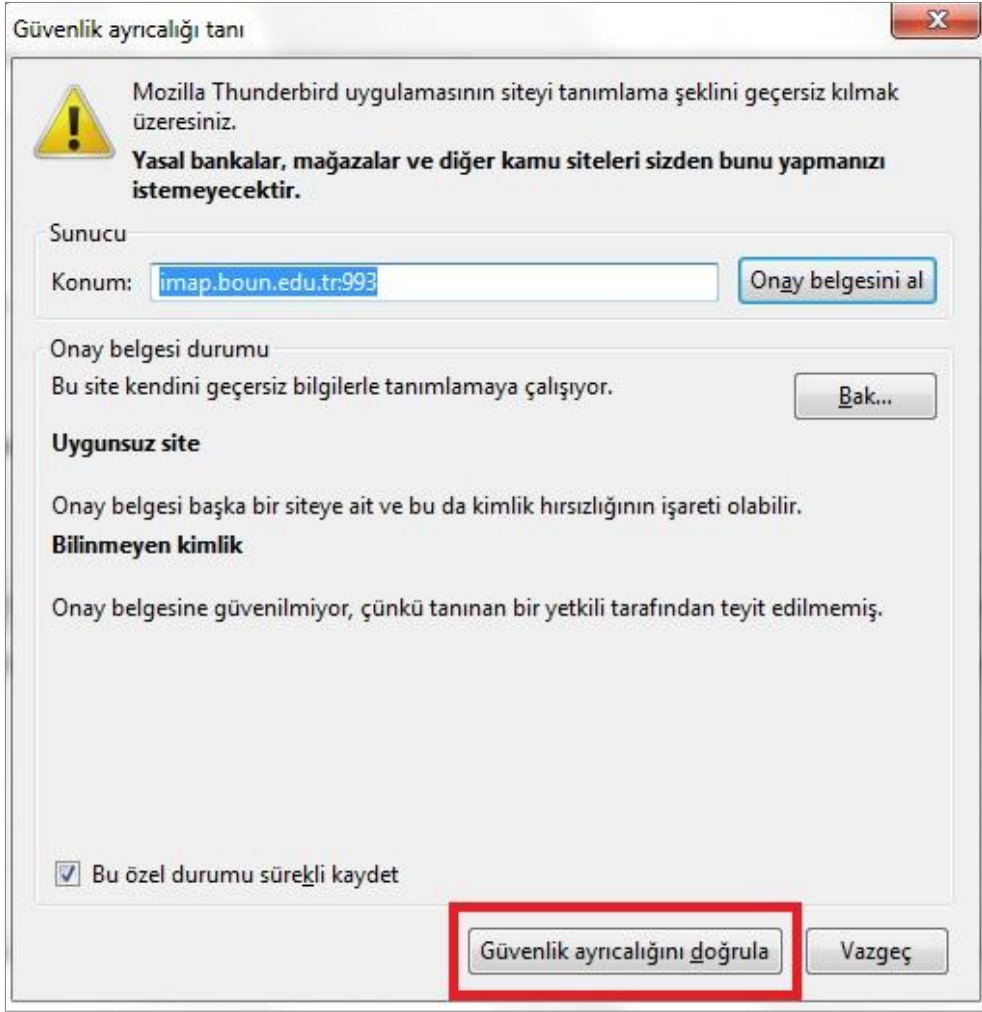 Güvenlik ayrıcalığı tanı
Mozilla Thunderbird uygulamasının siteyi tanımlama şeklini geçersiz kılmak
üzeresiniz.
Yasal bankalar, mağazalar ve diğer kamu siteleri sizden bunu yapmanızı
istemeyecektir.
Sunucu
Konum: imap.boun.edu.tr:993 Onay belgesini al
Onay belgesi durumu
Bu site kendini geçersiz bilgilerle tanımlamaya çalışıyor.
Bak...
Uygunsuz site
Onay belgesi başka bir siteye ait ve bu da kimlik hırsızlığının işareti olabilir.
Bilinmeyen kimlik
Onay belgesine güvenilmiyor, çünkü tanınan bir yetkili tarafından teyit edilmemiş.
Bu özel durumu sürekli kaydet
Güvenlik ayrıcalığını doğrula Vazgeç